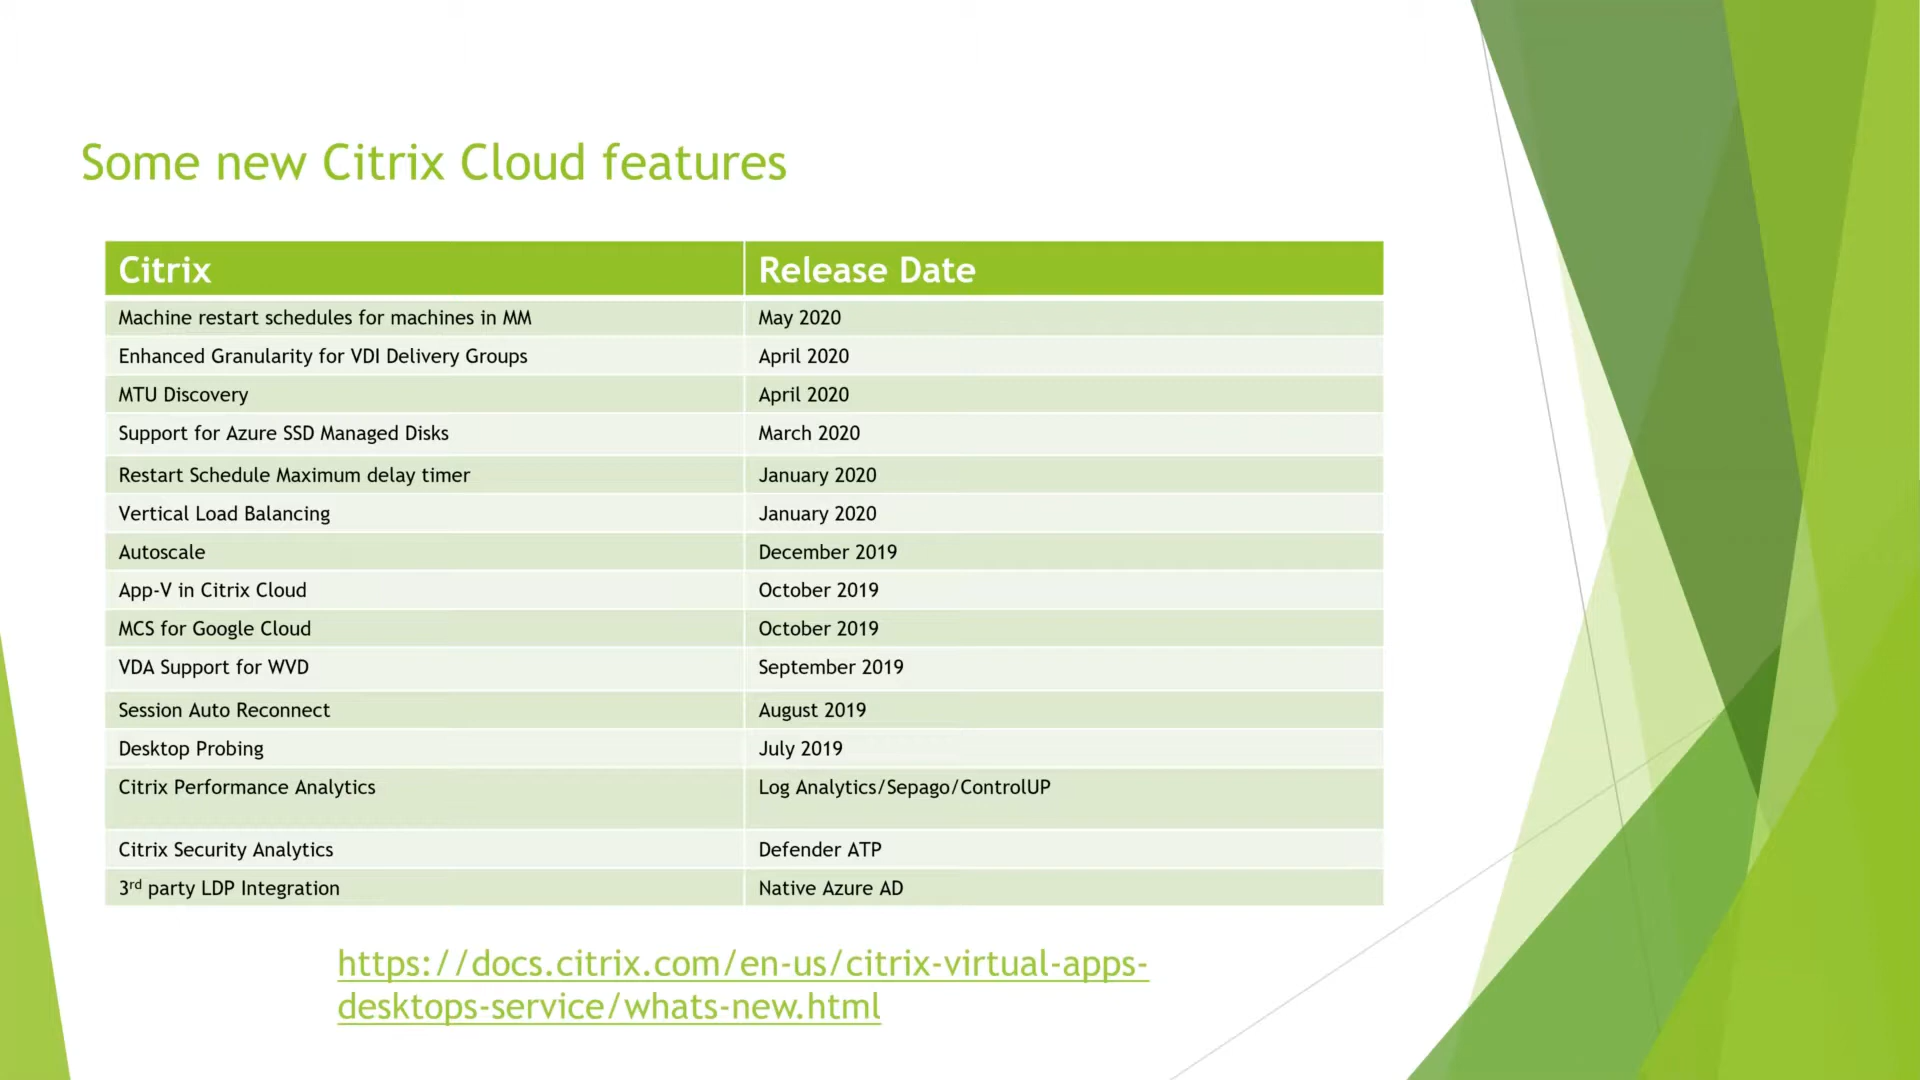 Some new Citrix Cloud features
Citrix Release Date
Machine restart schedules for machines in MM May 2020
Enhanced Granularity for VDI Delivery Groups April 2020
MTU Discovery April 2020
Support for Azure SSD Managed Disks March 2020
Restart Schedule Maximum delay timer January 2020
Vertical Load Balancing January 2020
Autoscale December 2019
App-V in Citrix Cloud October 2019
MCS for Google Cloud October 2019
VDA Support for WVD September 2019
Session Auto Reconnect August 2019
Desktop Probing July 2019
Citrix Performance Analytics Log Analytics/Sepago/ControlUP
Citrix Security Analytics Defender ATP
3rd party LDP Integration Native Azure AD
https://docs.citrix.com/en-us/citrix-virtual-apps-
desktops-service/whats-new.html